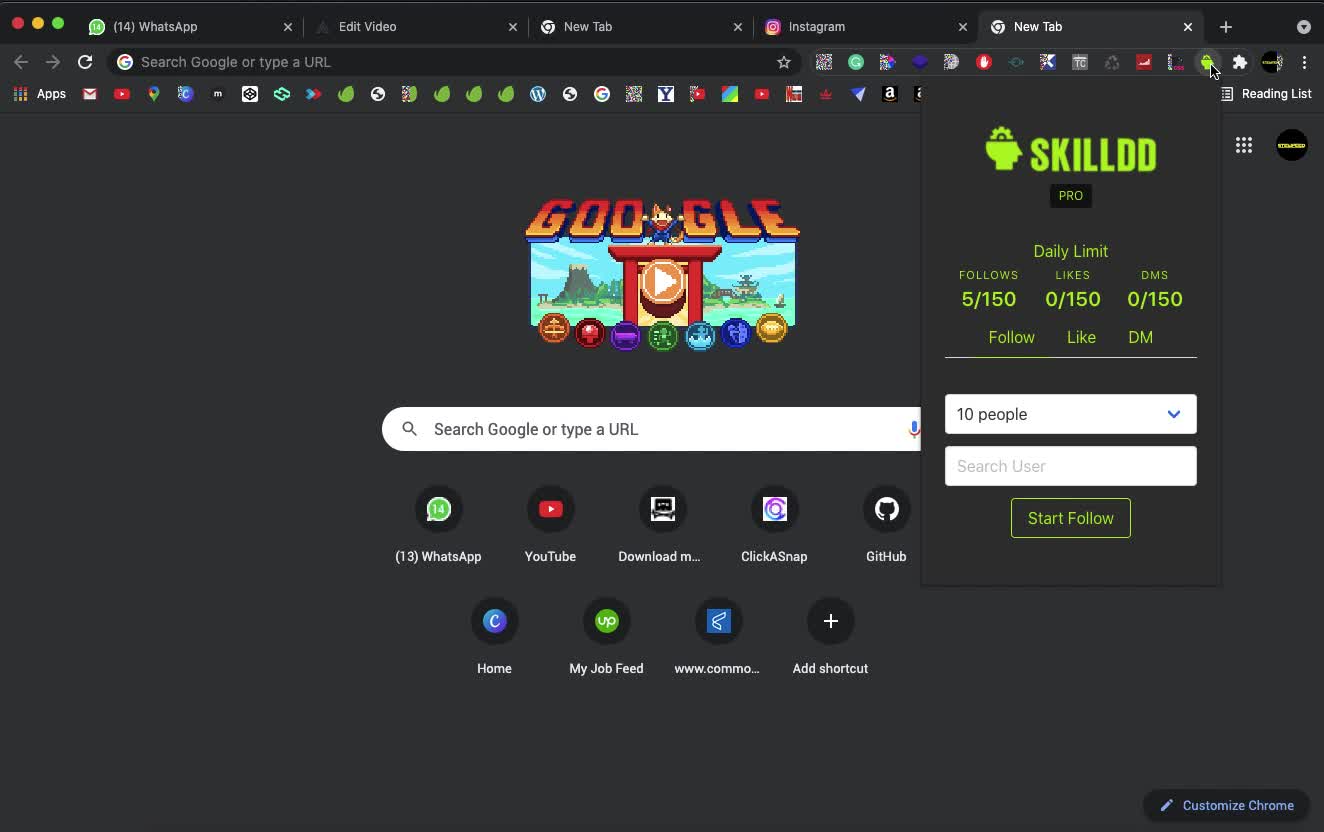 (14) WhatsApp
Edit Video
New Tab
Instagram
New Tab
Search Google or type a URL
Apps
Reading List
SKILLDD
PRO
Daily Limit
FOLLOWS LIKES DMS
5/150 0/150 0/150
Follow Like DM
10 people
Search User
Start Follow
GOOGLE
Search Google or type a URL
14
(13) WhatsApp
YouTube
Download m...
ClickASnap
GitHub
Home
My Job Feed
www.commo...
Add shortcut
Customize Chrome